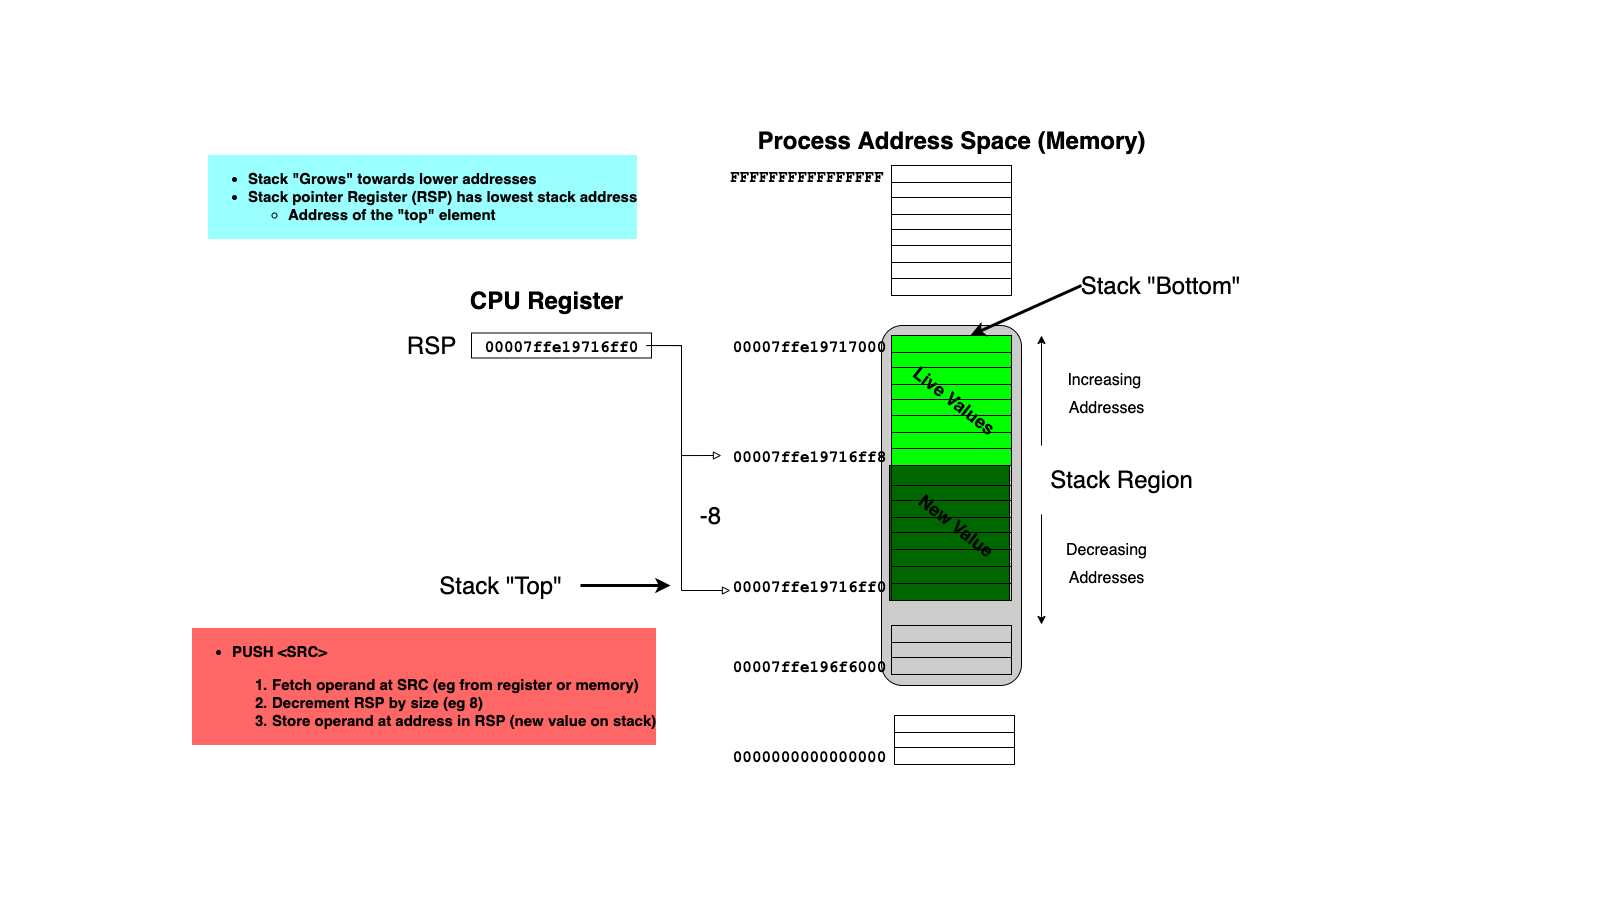 Process Address Space (Memory)
• Stack "Grows" towards lower addresses
• Stack pointer Register (RSP) has lowest stack address
◦ Address of the "top" element
FFFFFFFFFFFFFFFF
Stack "Bottom"
CPU Register
RSP
00007ffe19716ff0
00007ffe19717000
Live Values
Increasing
Addresses
00007ffe19716ff8
Stack Region
-8
New Value
Decreasing
Addresses
Stack "Top"
00007ffe19716ff0
• PUSH <SRC>
1. Fetch operand at SRC (eg from register or memory)
2. Decrement RSP by size (eg 8)
3. Store operand at address in RSP (new value on stack)
00007ffe196f6000
0000000000000000